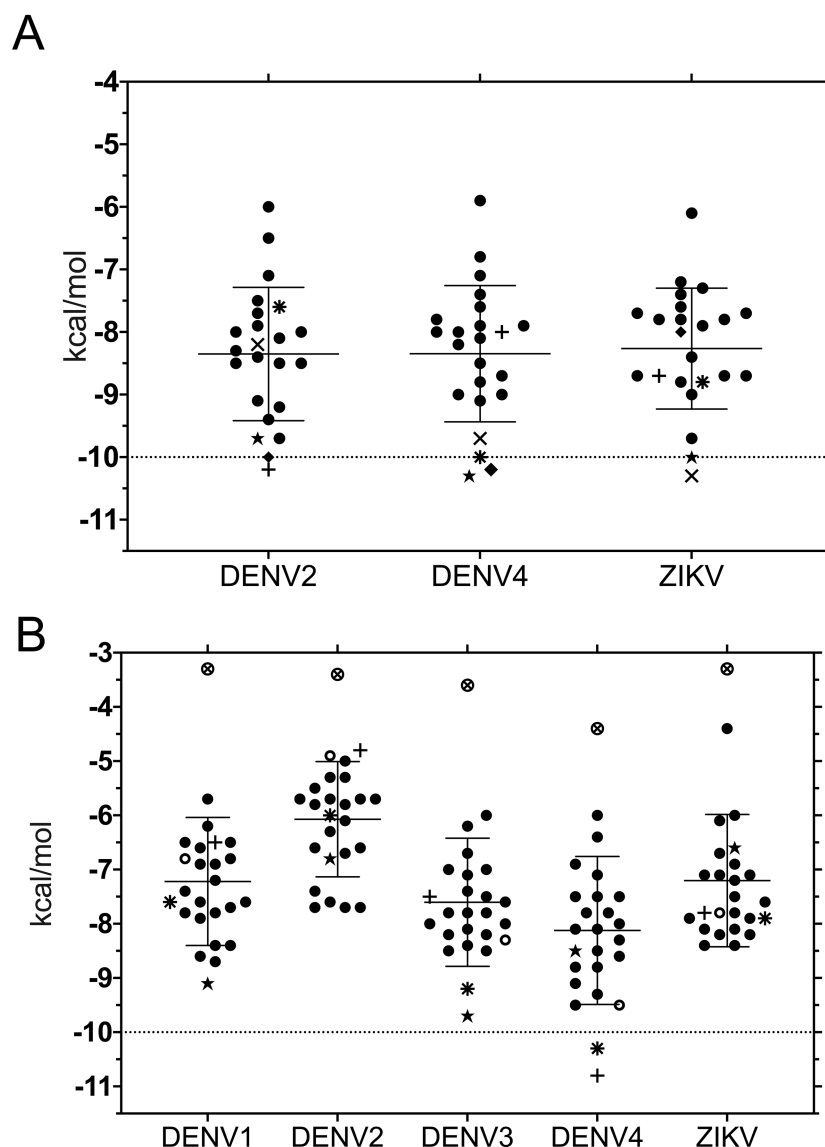 A
-4
-5
-6
-7
-8
-9
-10
-11
kcal/mol
DENV2 DENV4 ZIKV
B
-3
-4
-5
-6
-7
-8
-9
-10
-11
kcal/mol
DENV1 DENV2 DENV3 DENV4 ZIKV